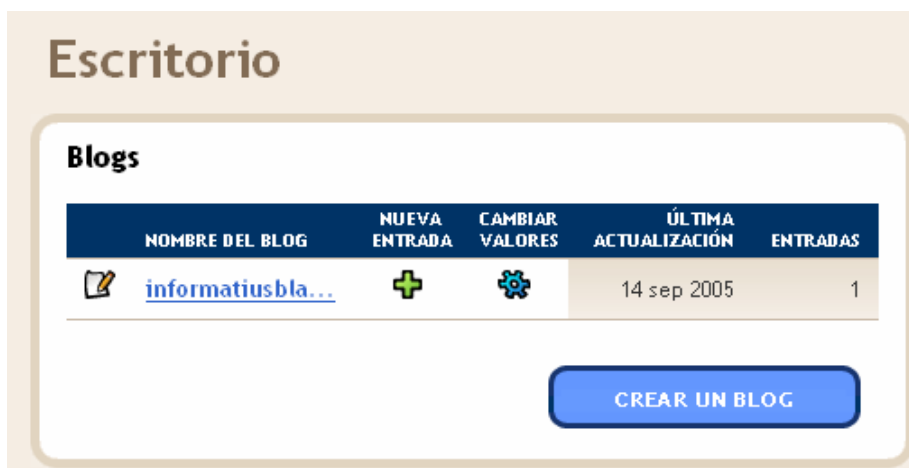 Escritorio
Blogs
NOMBRE DEL BLOG NUEVA ENTRADA CAMBIAR VALORES ÚLTIMA ACTUALIZACIÓN ENTRADAS
informatiusbla... 14 sep 2005 1
CREAR UN BLOG